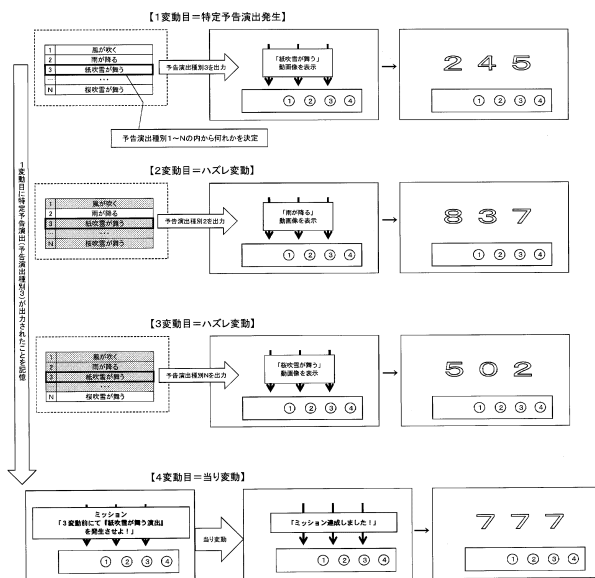 【1変動目=特定予告演出発生】
1 風が吹く
2 雨が降る
3 紙吹雪が舞う
… ・・・
N 桜吹雪が舞う
予告演出種別3を出力
「紙吹雪が舞う」
動画像を表示
① ② ③ ④
→
2 4 5
① ② ③ ④
予告演出種別1～Nの内から何れかを決定
1変動目に特定予告演出(予告演出種別3)が出力されたことを記憶
【2変動目=ハズレ変動】
1 風が吹く
2 雨が降る
3 紙吹雪が舞う
… ・・・
N 桜吹雪が舞う
予告演出種別2を出力
「雨が降る」
動画像を表示
① ② ③ ④
→
8 3 7
① ② ③ ④
【3変動目=ハズレ変動】
1 風が吹く
2 雨が降る
3 紙吹雪が舞う
… ・・・
N 桜吹雪が舞う
予告演出種別Nを出力
「桜吹雪が舞う」
動画像を表示
① ② ③ ④
→
5 0 2
① ② ③ ④
【4変動目=当り変動】
ミッション
「3変動前にて『紙吹雪が舞う演出』
を発生させよ!」
① ② ③ ④
当り変動
「ミッション達成しました!」
① ② ③ ④
→
7 7 7
① ② ③ ④